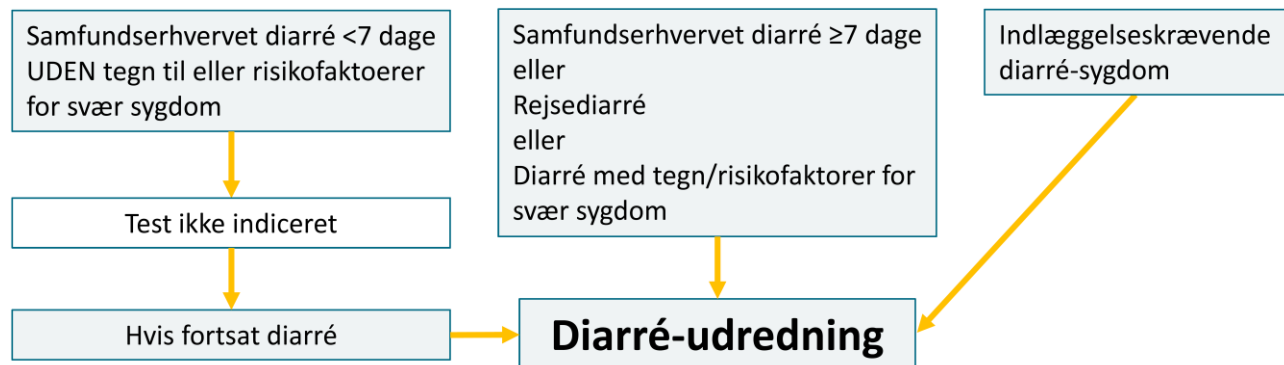 Samfundserhvervet diarré <7 dage
UDEN tegn til eller risikofaktoerer
for svær sygdom
Test ikke indiceret
Hvis fortsat diarré
Samfundserhvervet diarré ≥7 dage
eller
Rejsediarré
eller
Diarré med tegn/risikofaktorer for
svær sygdom
Indlæggelseskrævende
diarré-sygdom
Diarré-udredning